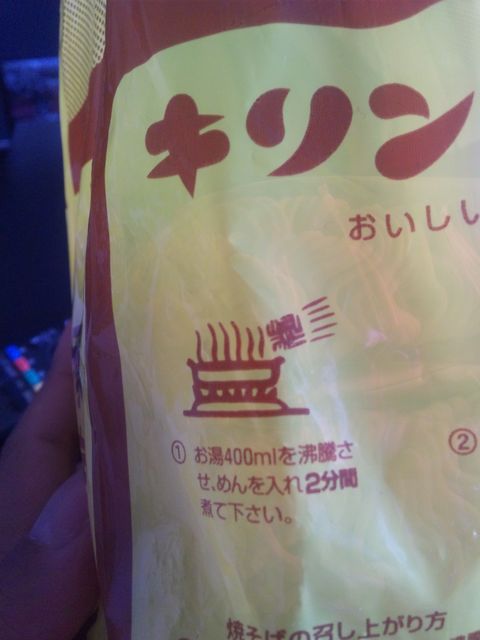 キリン
おいしい
① お湯400mlを沸騰さ
せ、めんを入れ2分間
煮て下さい。
②
焼そばの召し上がり方